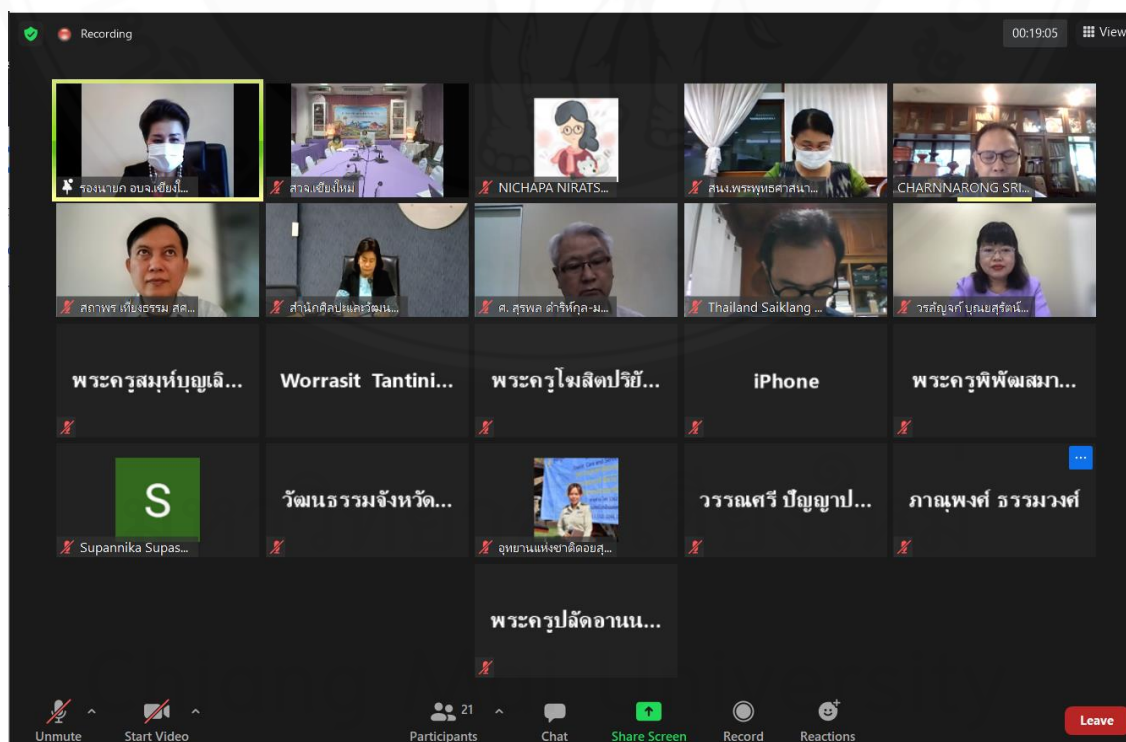 Recording
00:19:05
View
รองนายก อบจ.เชียงใ...
สวจ.เชียงใหม่
NICHAPA NIRATS...
สนง.พระพุทธศาสนา...
CHARNNARONG SRI...
สถาพร เที่ยงธรรม สศ...
สำนักศิลปะและวัฒน...
ศ. สุรพล ดำริห์กุล-ม...
Thailand Saiklang ...
วรลัญจก์ บุณยสุรัตน์...
พระครูสมุห์บุญเลิ...
Worrasit Tantini...
พระครูโฆสิตปริยั...
iPhone
พระครูพิพัฒสมา...
S
Supannika Supas...
วัฒนธรรมจังหวัด...
อุทยานแห่งชาติดอยสุ...
วรรณศรี ปัญญาป...
ภาณุพงศ์ ธรรมวงศ์
พระครูปลัดอานน...
Chiang Mai University
Unmute
Start Video
21
Participants
Chat
Share Screen
Record
Reactions
Leave